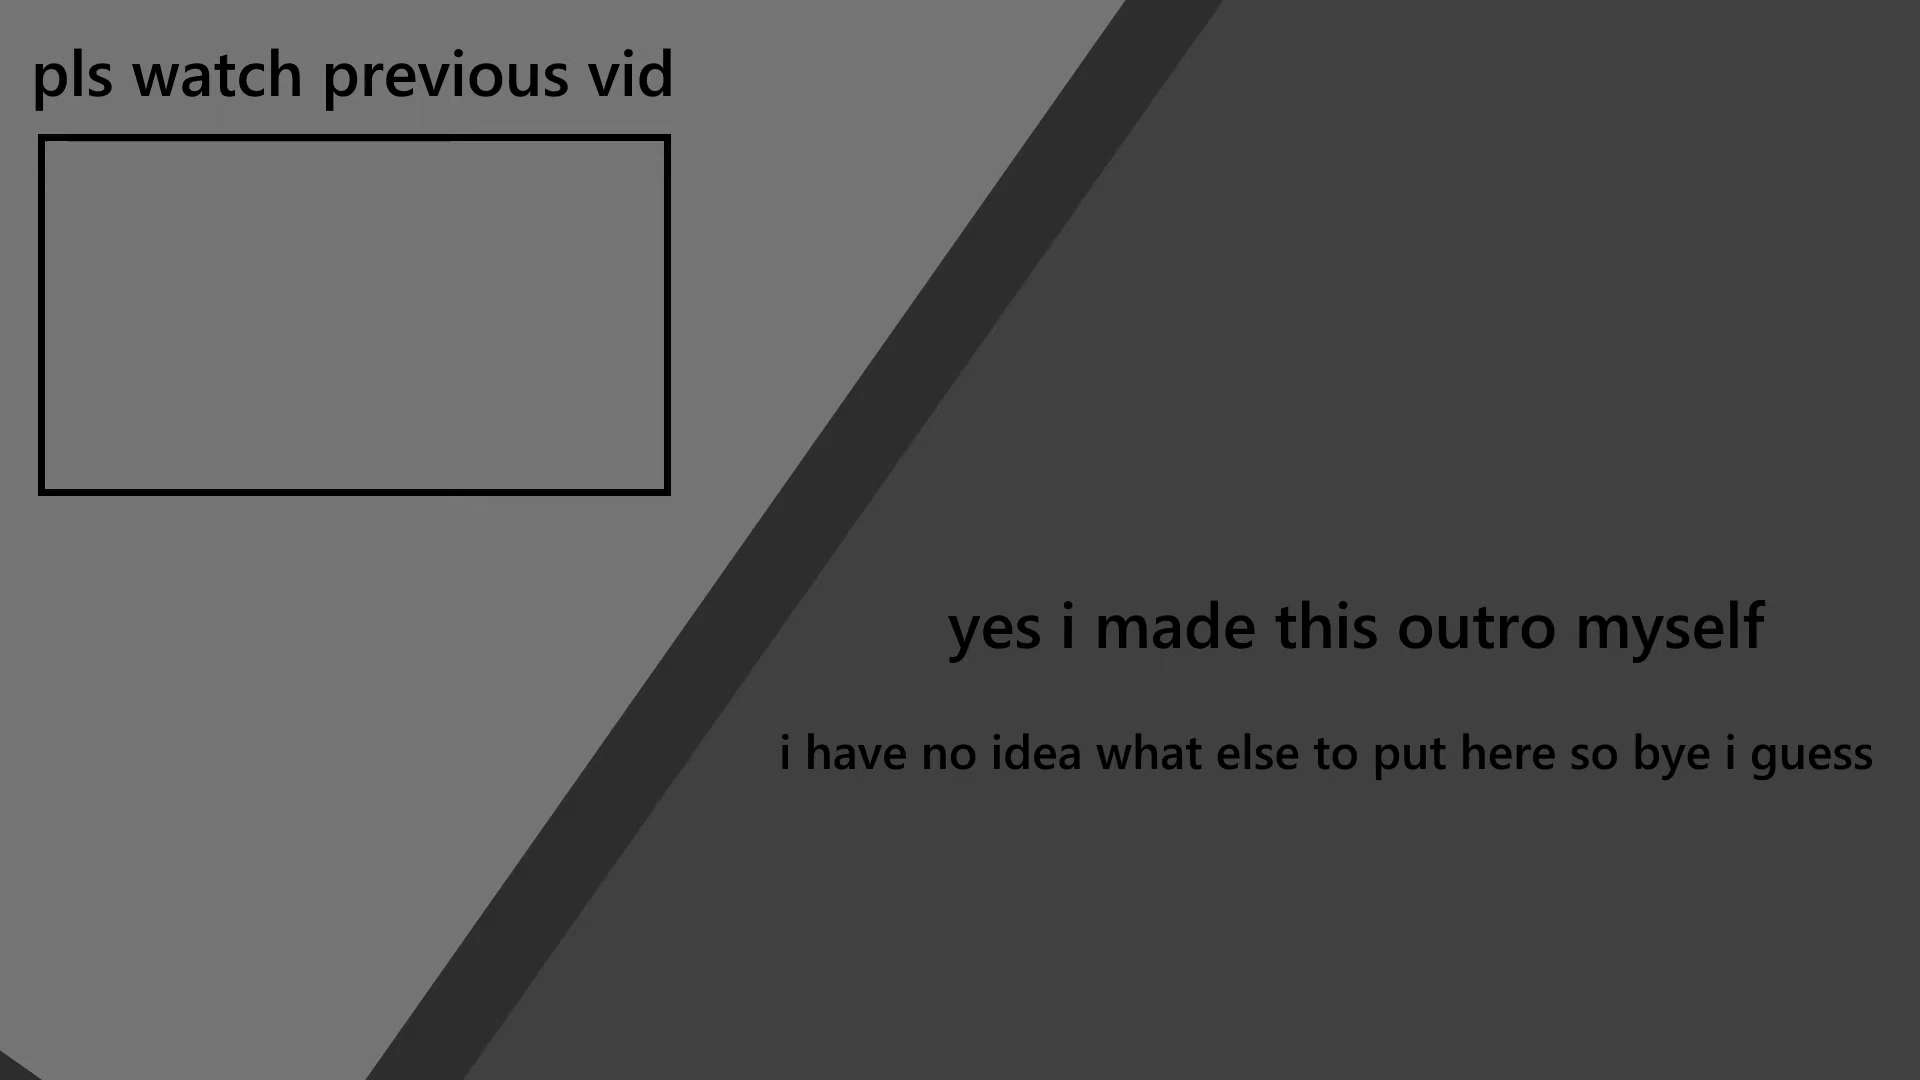 pls watch previous vid
yes i made this outro myself
i have no idea what else to put here so bye i guess